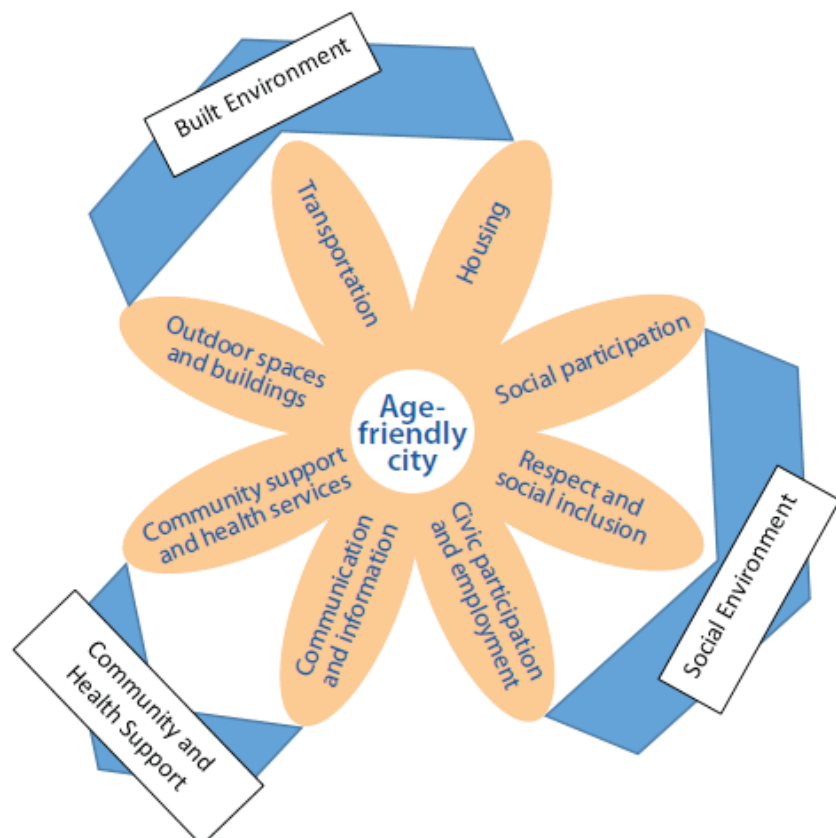 Built Environment
Transportation
Housing
Outdoor spaces
and buildings
Social participation
Age-
friendly
city
Community support
and health services
Respect and
social inclusion
Communication
and information
Civic participation
and employment
Social Environment
Community and
Health Support